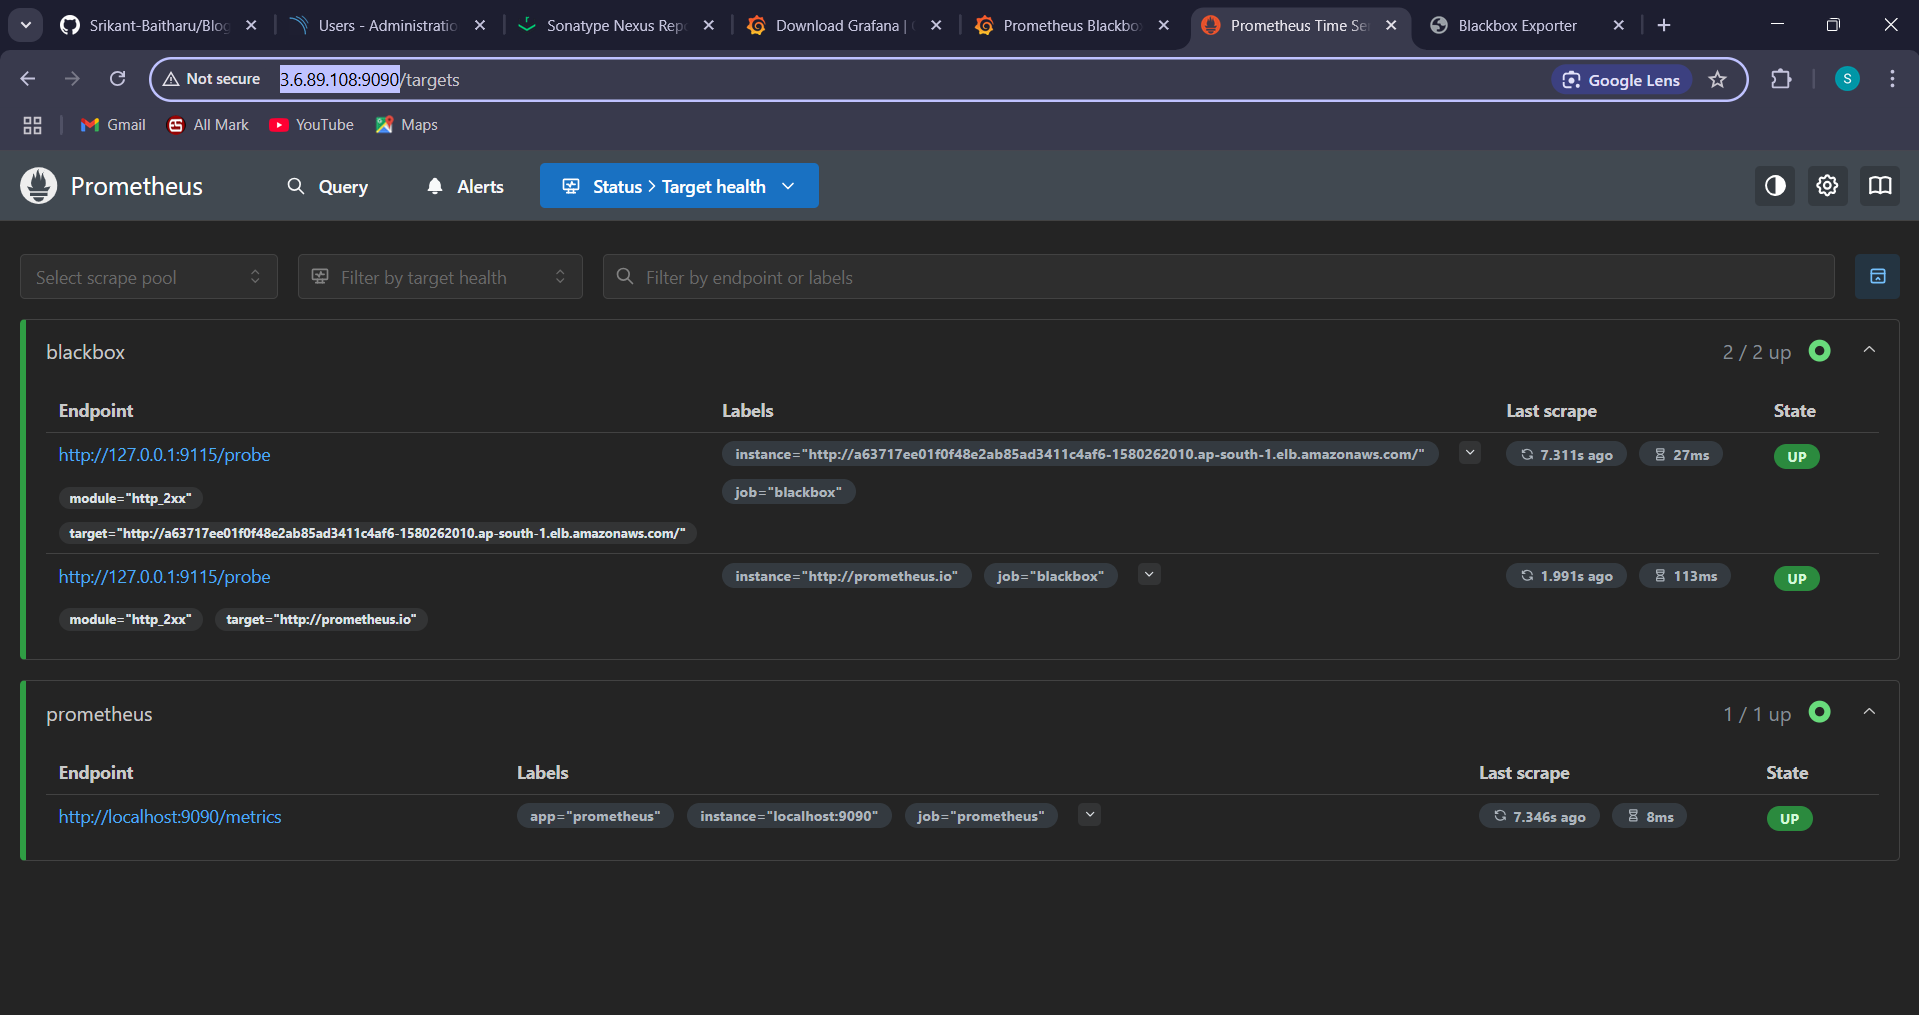 Srikant-Baitharu/Blog
Users - Administratio
Sonatype Nexus Repo
Download Grafana |
Prometheus Blackbox
Prometheus Time Ser
Blackbox Exporter
Not secure
3.6.89.108:9090/targets
Google Lens
S
Gmail
All Mark
YouTube
Maps
Prometheus
Query
Alerts
Status > Target health
Select scrape pool
Filter by target health
Filter by endpoint or labels
blackbox
2 / 2 up
Endpoint Labels Last scrape State
http://127.0.0.1:9115/probe instance="http://a63717ee01f0f48e2ab85ad3411c4af6-1580262010.ap-south-1.elb.amazonaws.com/" 7.311s ago 27ms UP
job="blackbox"
module="http_2xx"
target="http://a63717ee01f0f48e2ab85ad3411c4af6-1580262010.ap-south-1.elb.amazonaws.com/"
http://127.0.0.1:9115/probe instance="http://prometheus.io" job="blackbox" 1.991s ago 113ms UP
module="http_2xx" target="http://prometheus.io"
prometheus
1 / 1 up
Endpoint Labels Last scrape State
http://localhost:9090/metrics app="prometheus" instance="localhost:9090" job="prometheus" 7.346s ago 8ms UP